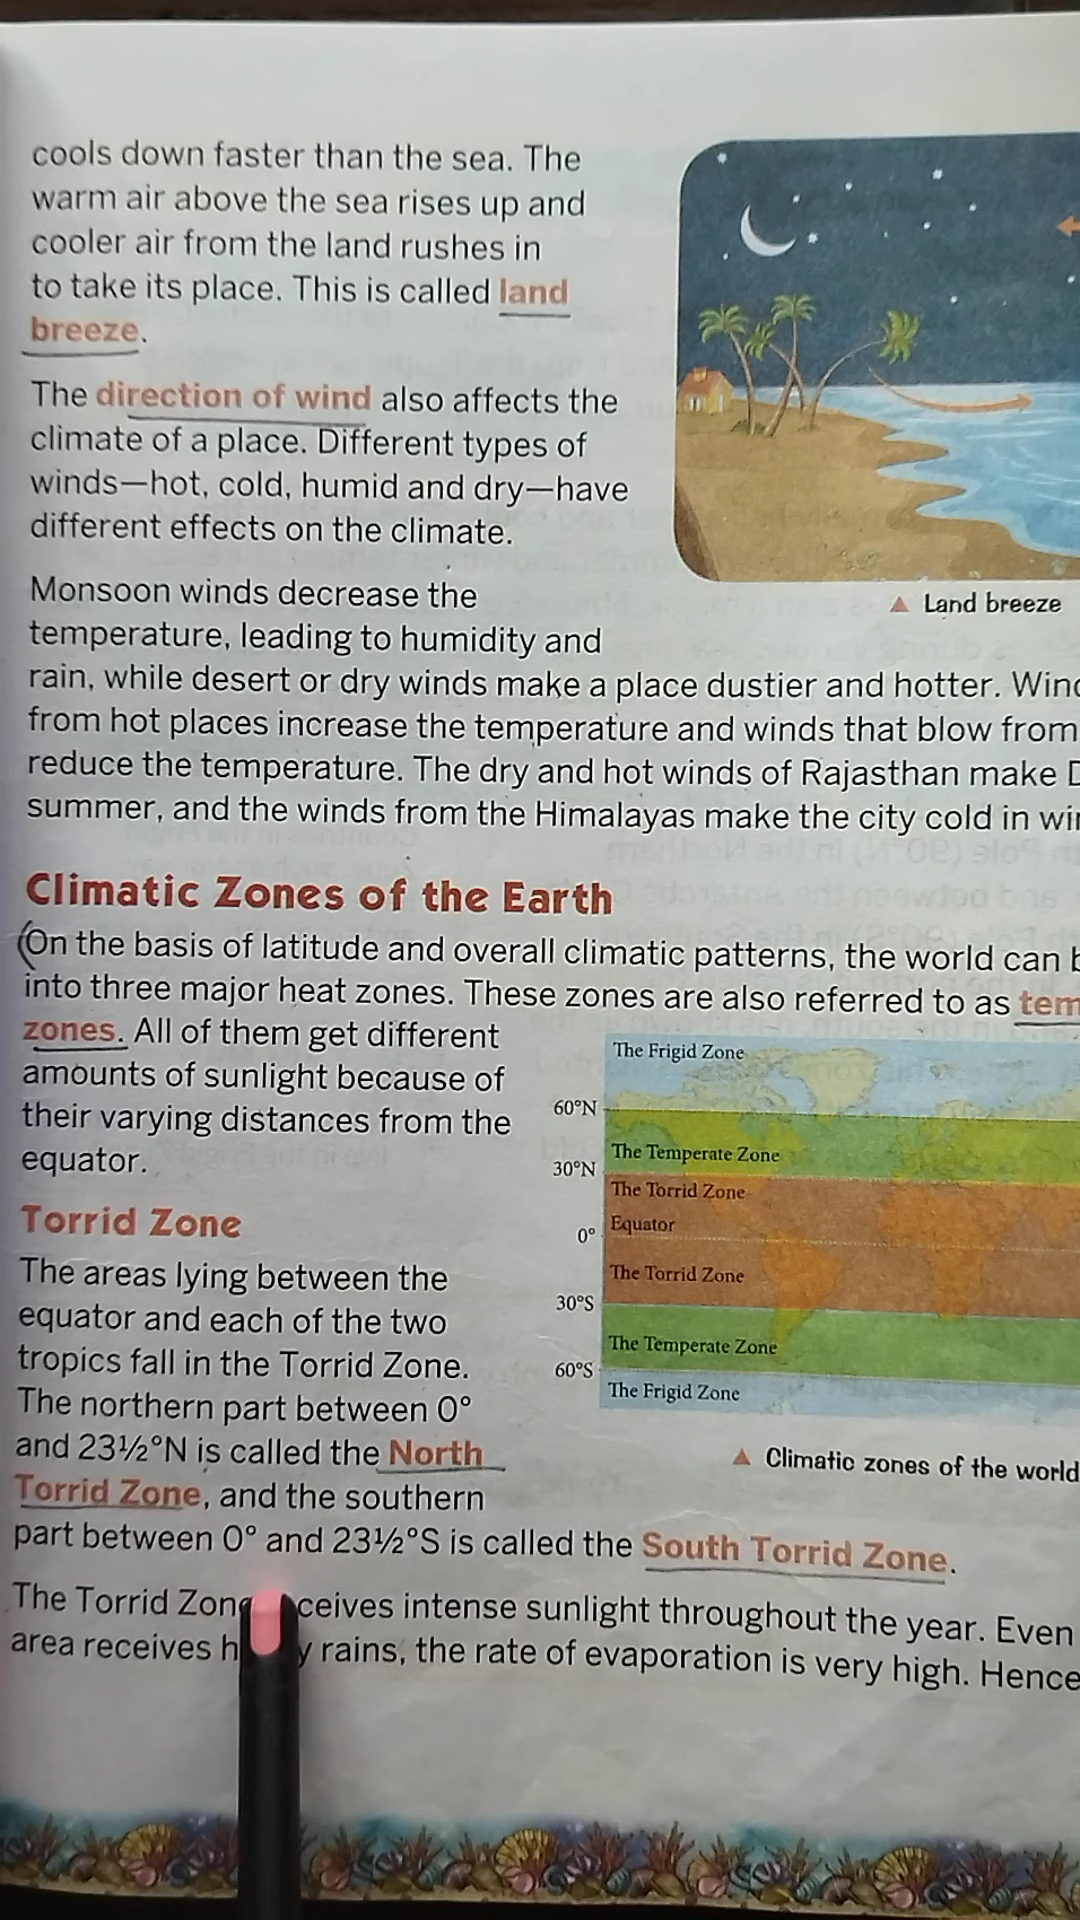 cools down faster than the sea. The
warm air above the sea rises up and
cooler air from the land rushes in
to take its place. This is called land
breeze.
The direction of wind also affects the
climate of a place. Different types of
winds—hot, cold, humid and dry—have
different effects on the climate.
▲ Land breeze
Monsoon winds decrease the
temperature, leading to humidity and
rain, while desert or dry winds make a place dustier and hotter.
from hot places increase the temperature and winds that blow from
reduce the temperature. The dry and hot winds of Rajasthan make
summer, and the winds from the Himalayas make the city cold in
Climatic Zones of the Earth
(On the basis of latitude and overall climatic patterns, the world can
into three major heat zones. These zones are also referred to as
zones. All of them get different
amounts of sunlight because of
their varying distances from the
equator.
The Frigid Zone
60°N
The Temperate Zone
30°N
The Torrid Zone
Equator
0°
The Torrid Zone
30°S
The Temperate Zone
60°S
The Frigid Zone
▲ Climatic zones of the world
Torrid Zone
The areas lying between the
equator and each of the two
tropics fall in the Torrid Zone.
The northern part between 0°
and 23½°N is called the North
Torrid Zone, and the southern
part between 0° and 23½°S is called the South Torrid Zone.
The Torrid intense sunlight throughout the year. Even
area receives rains, the rate of evaporation is very high. Hence